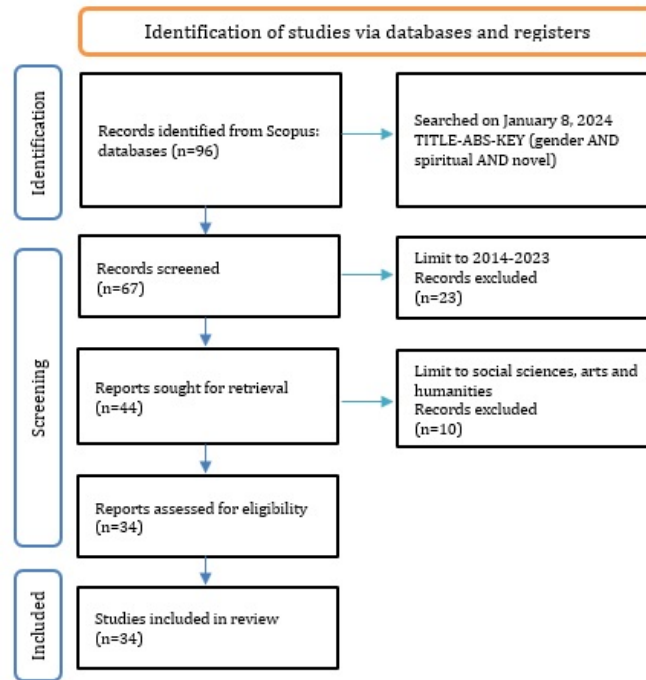 Identification of studies via databases and registers
Identification
Records identified from Scopus:
databases (n=96)
Searched on January 8, 2024
TITLE-ABS-KEY (gender AND
spiritual AND novel)
Screening
Records screened
(n=67)
Limit to 2014-2023
Records excluded
(n=23)
Reports sought for retrieval
(n=44)
Limit to social sciences, arts and
humanities
Records excluded
(n=10)
Reports assessed for eligibility
(n=34)
Included
Studies included in review
(n=34)